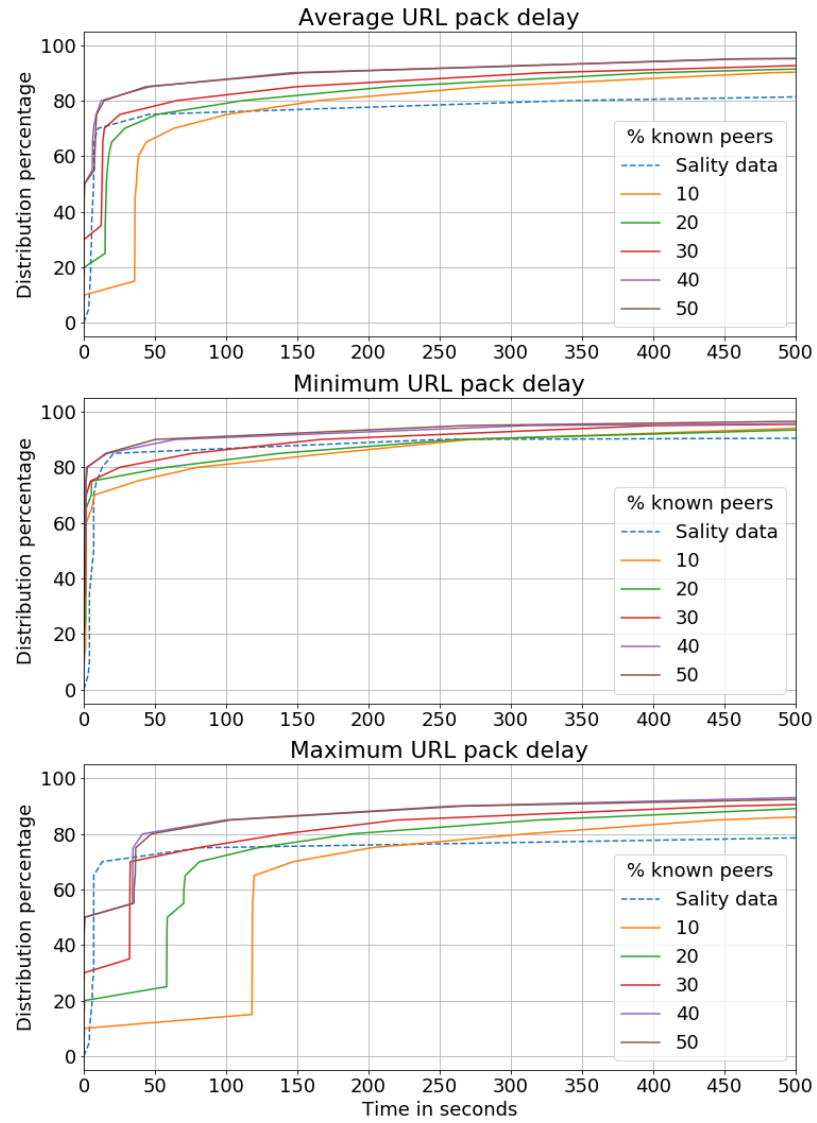 Average URL pack delay
100
80
60
40
20
0
Distribution percentage
% known peers
Sality data
10
20
30
40
50
0 50 100 150 200 250 300 350 400 450 500
Minimum URL pack delay
100
80
60
40
20
0
Distribution percentage
% known peers
Sality data
10
20
30
40
50
0 50 100 150 200 250 300 350 400 450 500
Maximum URL pack delay
100
80
60
40
20
0
Distribution percentage
% known peers
Sality data
10
20
30
40
50
0 50 100 150 200 250 300 350 400 450 500
Time in seconds